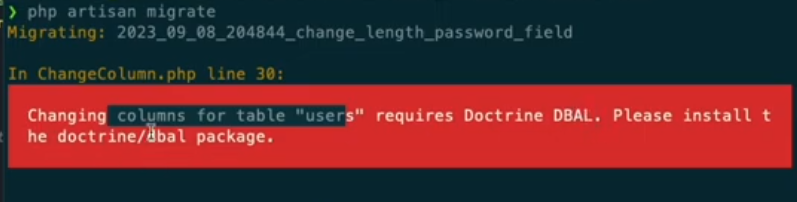 ❯ php artisan migrate
Migrating: 2023_09_08_204844_change_length_password_field
In ChangeColumn.php line 30:
Changing columns for table "users" requires Doctrine DBAL. Please install t
he doctrine/dbal package.